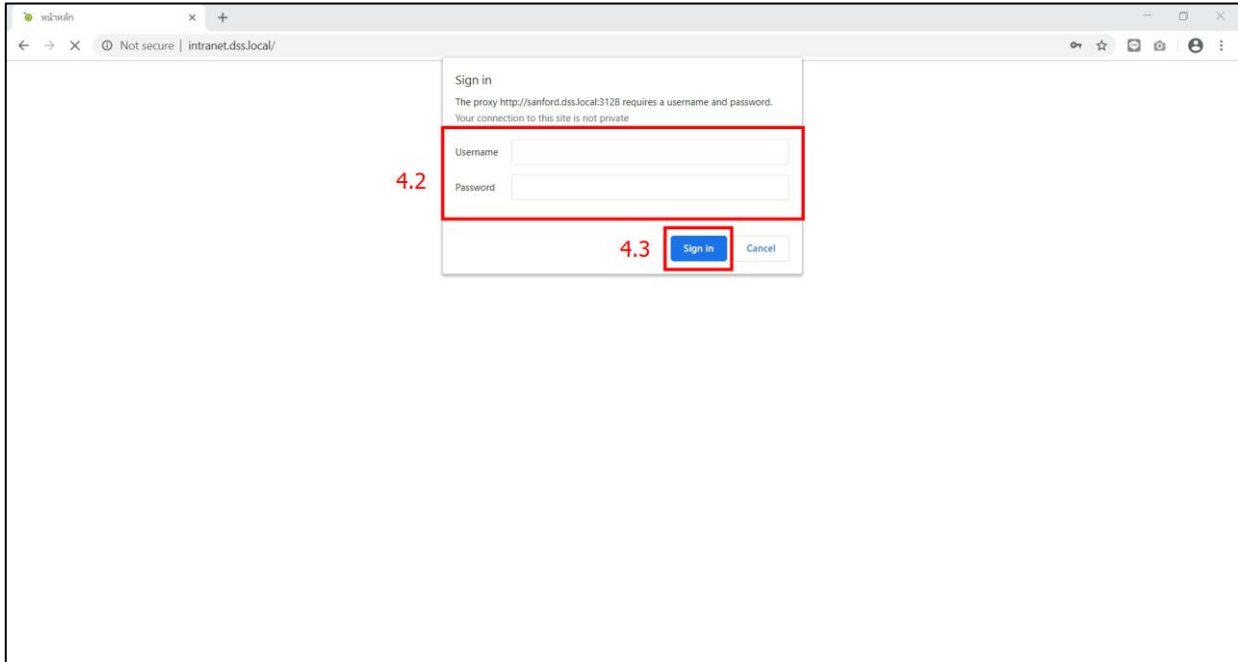 หน้าหลัก
Not secure | intranet.dss.local/
Sign in
The proxy http://sanford.dss.local:3128 requires a username and password.
Your connection to this site is not private
Username
4.2
Password
4.3
Sign in
Cancel